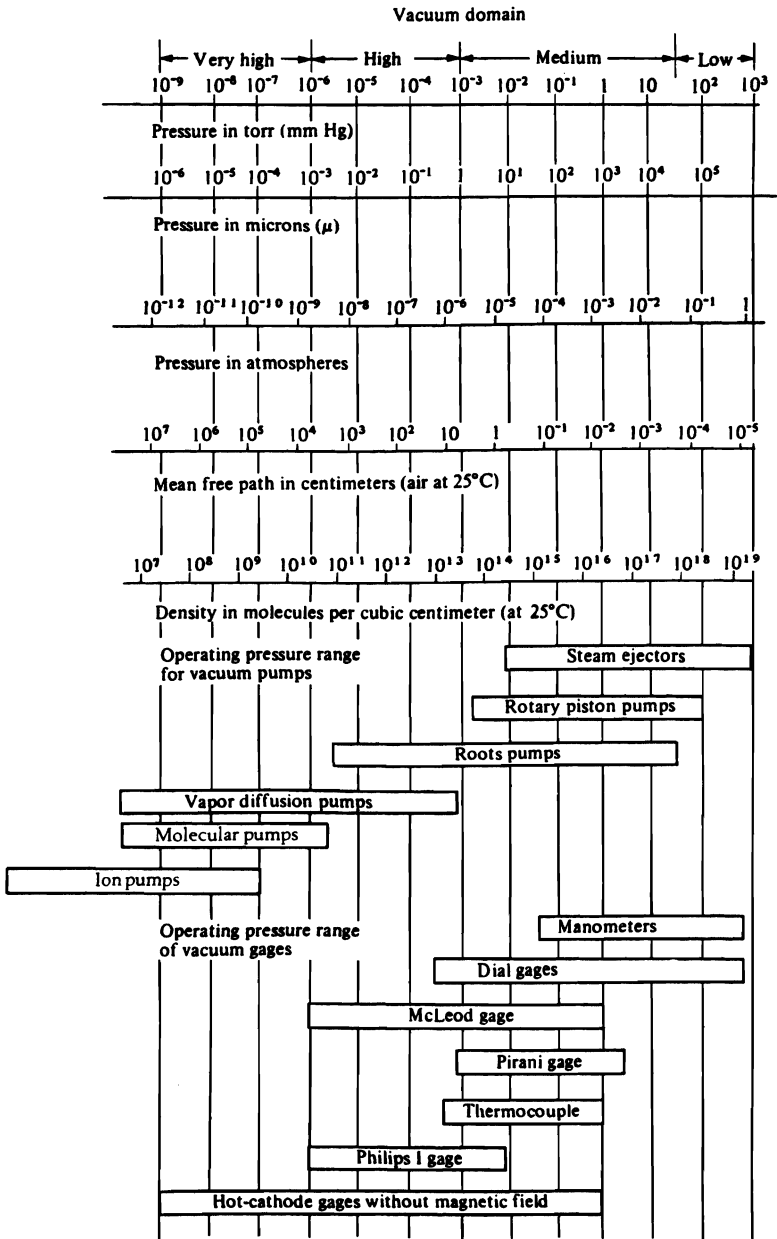 Vacuum domain
Very high High Medium Low
10⁻⁹ 10⁻⁸ 10⁻⁷ 10⁻⁶ 10⁻⁵ 10⁻⁴ 10⁻³ 10⁻² 10⁻¹ 1 10 10² 10³
Pressure in torr (mm Hg)
10⁻⁶ 10⁻⁵ 10⁻⁴ 10⁻³ 10⁻² 10⁻¹ 1 10¹ 10² 10³ 10⁴ 10⁵
Pressure in microns (μ)
10⁻¹² 10⁻¹¹ 10⁻¹⁰ 10⁻⁹ 10⁻⁸ 10⁻⁷ 10⁻⁶ 10⁻⁵ 10⁻⁴ 10⁻³ 10⁻² 10⁻¹ 1
Pressure in atmospheres
10⁷ 10⁶ 10⁵ 10⁴ 10³ 10² 10 1 10⁻¹ 10⁻² 10⁻³ 10⁻⁴ 10⁻⁵
Mean free path in centimeters (air at 25°C)
10⁷ 10⁸ 10⁹ 10¹⁰ 10¹¹ 10¹² 10¹³ 10¹⁴ 10¹⁵ 10¹⁶ 10¹⁷ 10¹⁸ 10¹⁹
Density in molecules per cubic centimeter (at 25°C)
Operating pressure range
for vacuum pumps
Steam ejectors
Rotary piston pumps
Roots pumps
Vapor diffusion pumps
Molecular pumps
Ion pumps
Operating pressure range
of vacuum gages
Manometers
Dial gages
McLeod gage
Pirani gage
Thermocouple
Philips I gage
Hot-cathode gages without magnetic field